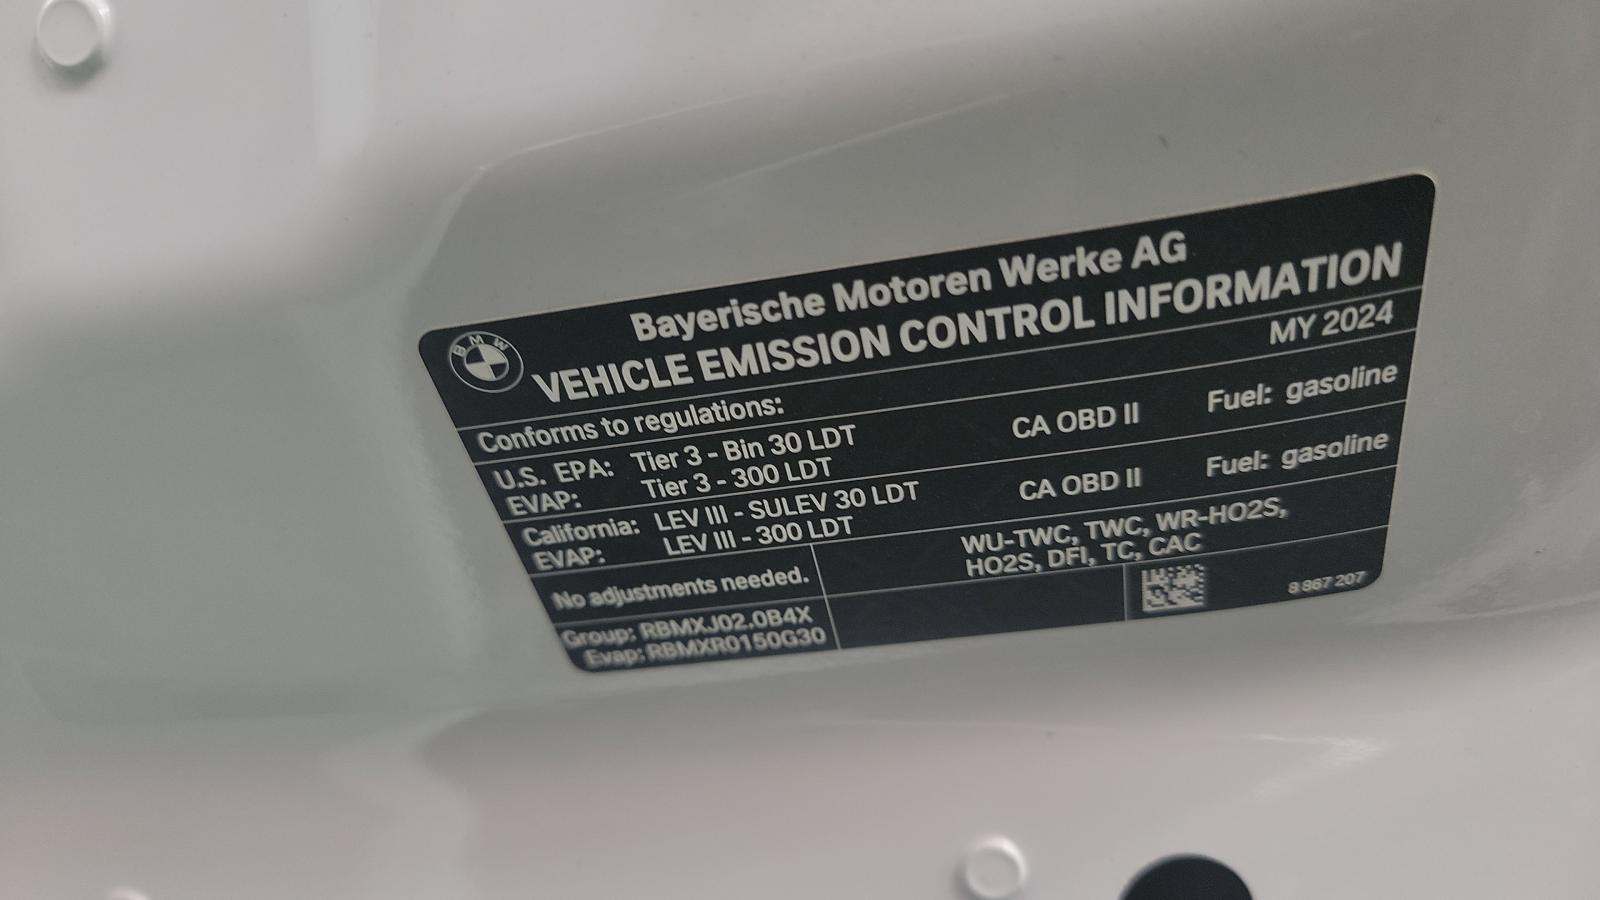 BMW
Bayerische Motoren Werke AG
VEHICLE EMISSION CONTROL INFORMATION
Conforms to regulations: MY 2024
U.S. EPA: Tier 3 - Bin 30 LDT CA OBD II Fuel: gasoline
EVAP: Tier 3 - 300 LDT
California: LEV III - SULEV 30 LDT CA OBD II Fuel: gasoline
EVAP: LEV III - 300 LDT
No adjustments needed. WU-TWC, TWC, WR-HO2S,
HO2S, DFI, TC, CAC
Group: RBMXJ02.0B4X
Evap: RBMXR0150G30
8 867 207